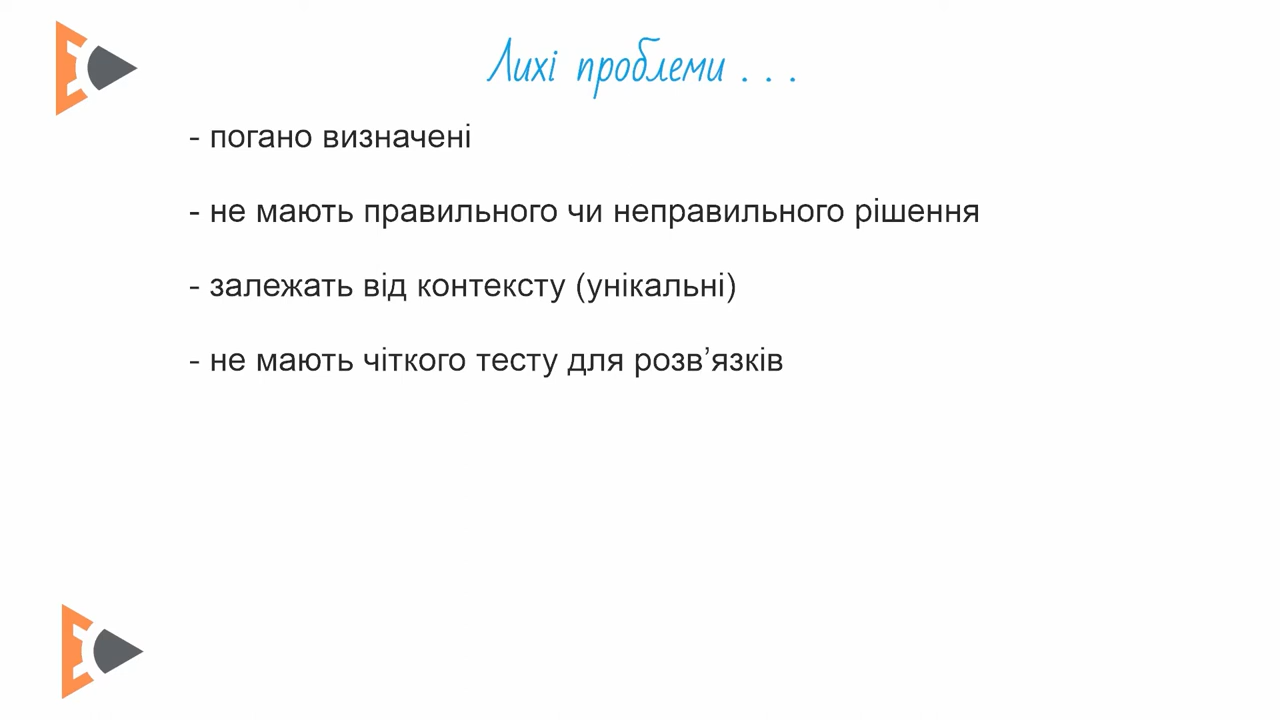 Лихі проблеми . . .
- погано визначені
- не мають правильного чи неправильного рішення
- залежать від контексту (унікальні)
- не мають чіткого тесту для розв’язків